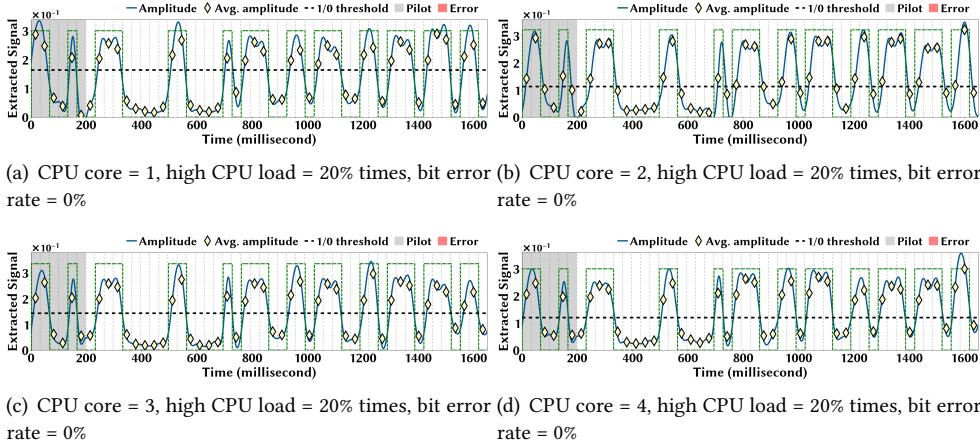 Amplitude Avg. amplitude 1/0 threshold Pilot Error
×10⁻¹
Extracted Signal
3
2
1
0
0 200 400 600 800 1000 1200 1400 1600
Time (millisecond)
(a) CPU core = 1, high CPU load = 20% times, bit error
rate = 0%
Amplitude Avg. amplitude 1/0 threshold Pilot Error
×10⁻¹
Extracted Signal
3
2
1
0
0 200 400 600 800 1000 1200 1400 1600
Time (millisecond)
(b) CPU core = 2, high CPU load = 20% times, bit error
rate = 0%
Amplitude Avg. amplitude 1/0 threshold Pilot Error
×10⁻¹
Extracted Signal
3
2
1
0
0 200 400 600 800 1000 1200 1400 1600
Time (millisecond)
(c) CPU core = 3, high CPU load = 20% times, bit error
rate = 0%
Amplitude Avg. amplitude 1/0 threshold Pilot Error
×10⁻¹
Extracted Signal
3
2
1
0
0 200 400 600 800 1000 1200 1400 1600
Time (millisecond)
(d) CPU core = 4, high CPU load = 20% times, bit error
rate = 0%